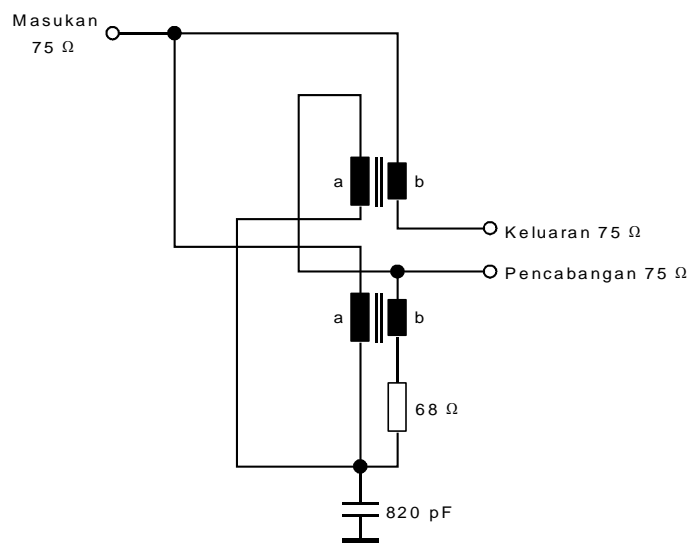 Masukan
75 Ω
a
b
Keluaran 75 Ω
Pencabangan 75 Ω
a
b
68 Ω
820 pF